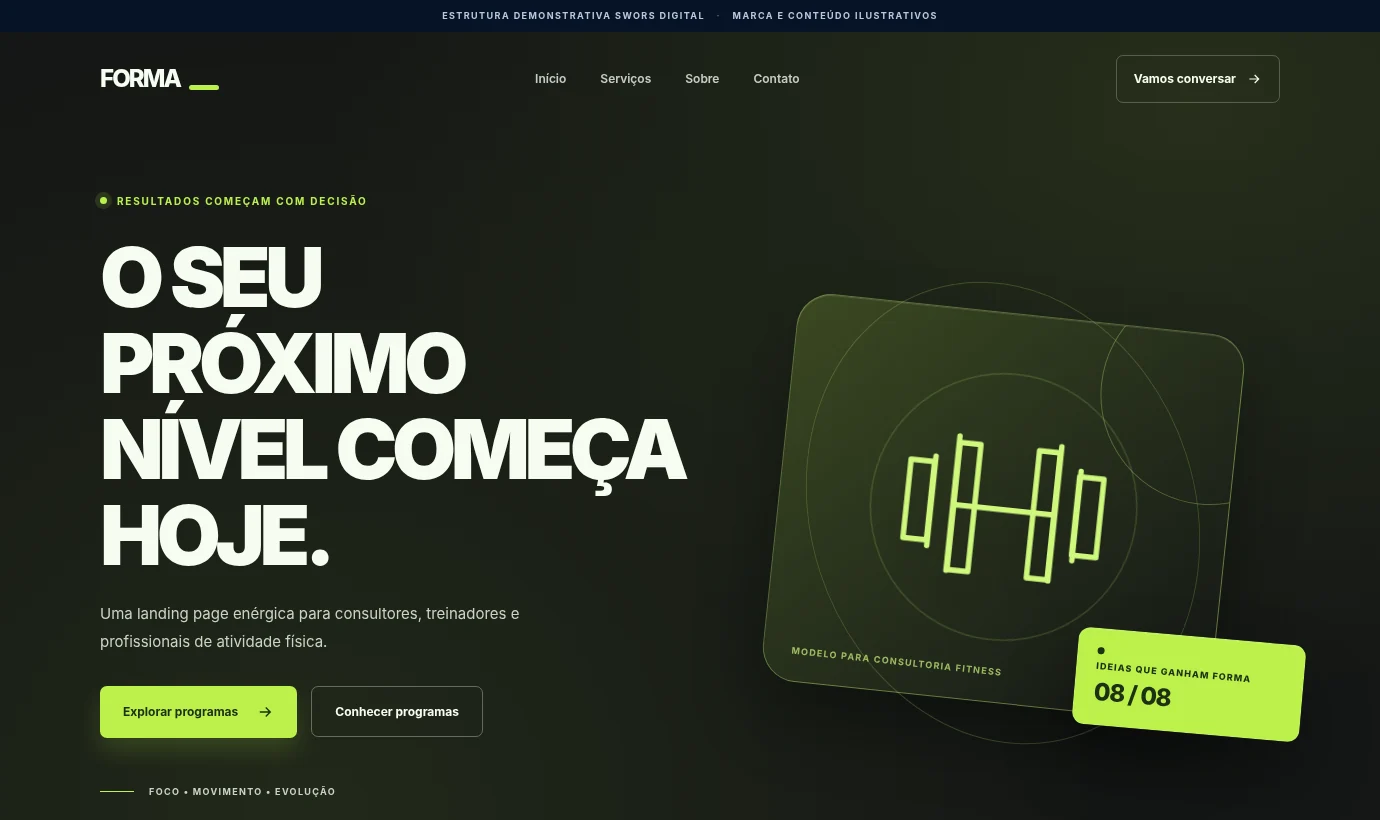 ESTRUTURA DEMONSTRATIVA SWORS DIGITAL · MARCA E CONTEÚDO ILUSTRATIVOS
FORMA
Início Serviços Sobre Contato
Vamos conversar →
RESULTADOS COMEÇAM COM DECISÃO
O SEU
PRÓXIMO
NÍVEL COMEÇA
HOJE.
Uma landing page enérgica para consultores, treinadores e
profissionais de atividade física.
Explorar programas →
Conhecer programas
FOCO • MOVIMENTO • EVOLUÇÃO
MODELO PARA CONSULTORIA FITNESS
IDEIAS QUE GANHAM FORMA
08 / 08